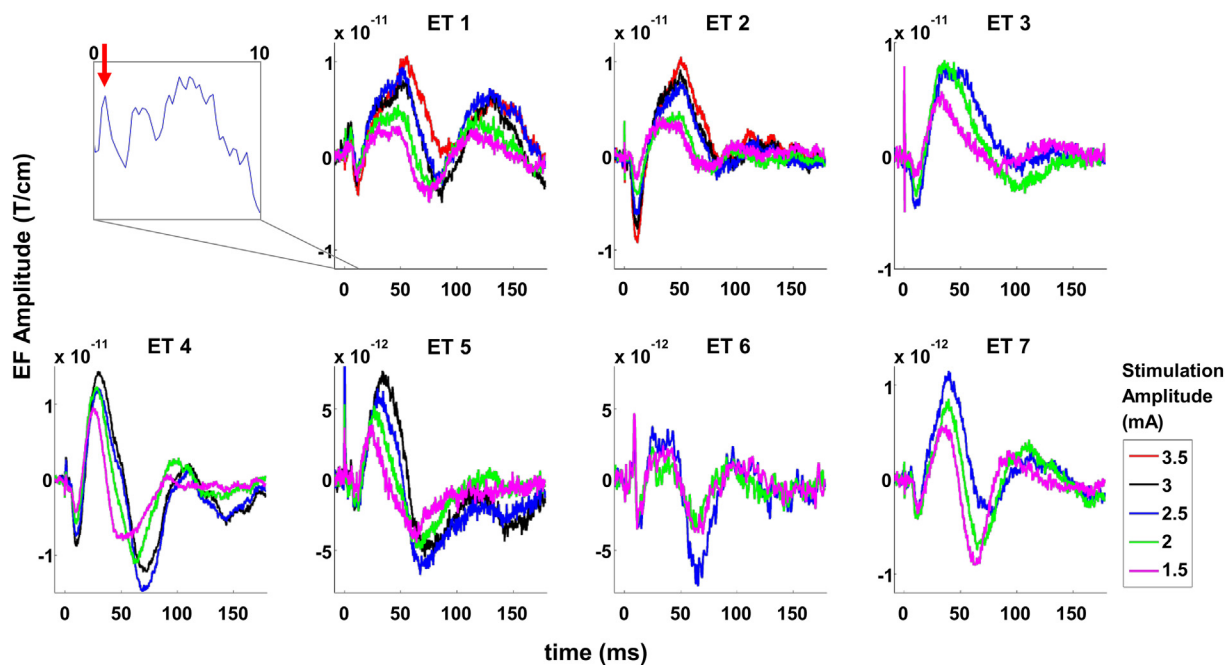 x 10⁻¹¹ ET 1
x 10⁻¹¹ ET 2
x 10⁻¹¹ ET 3
0 10
1
0
-1
0 50 100 150
1
0
-1
0 50 100 150
1
0
-1
0 50 100 150
EF Amplitude (T/cm)
x 10⁻¹¹ ET 4
x 10⁻¹² ET 5
x 10⁻¹² ET 6
x 10⁻¹² ET 7
1
0
-1
0 50 100 150
5
0
-5
0 50 100 150
5
0
-5
0 50 100 150
1
0
-1
0 50 100 150
Stimulation
Amplitude
(mA)
3.5
3
2.5
2
1.5
time (ms)